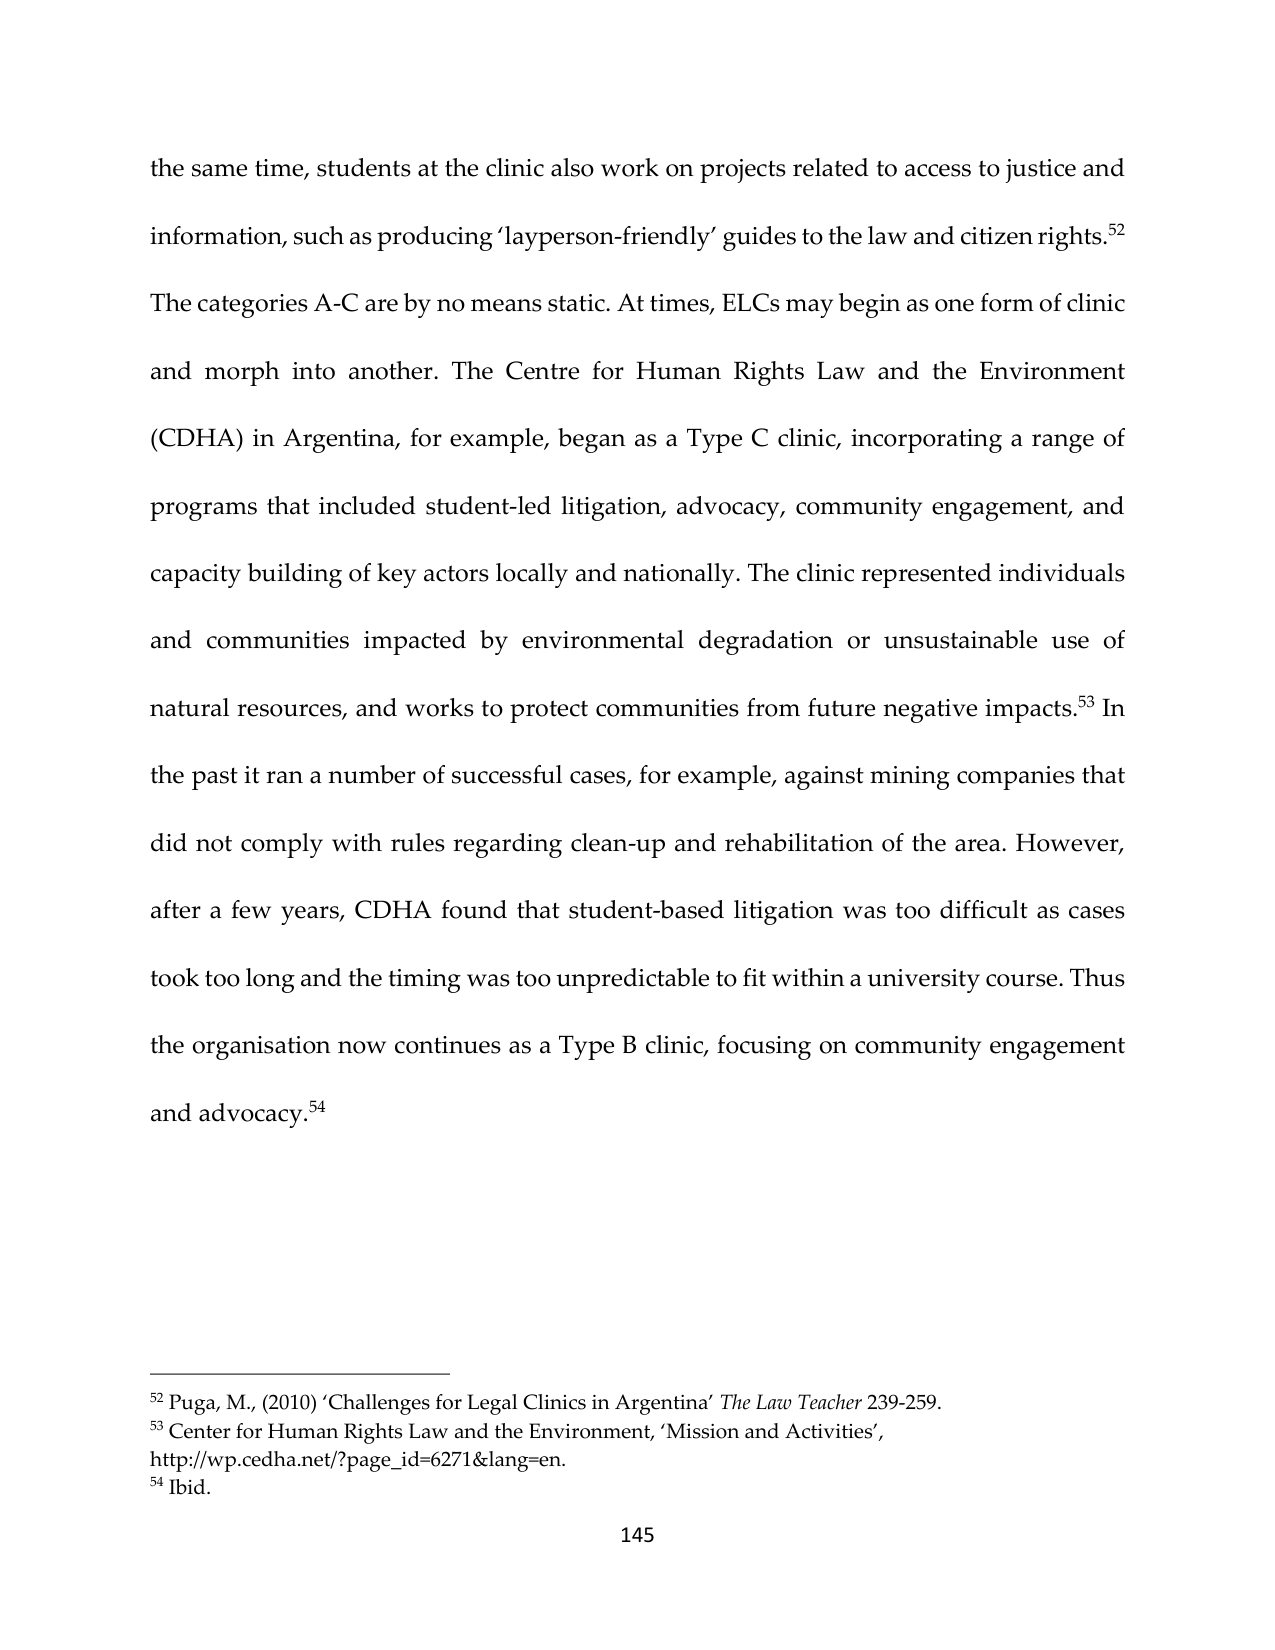 the same time, students at the clinic also work on projects related to access to justice and
information, such as producing ‘layperson-friendly’ guides to the law and citizen rights.52
The categories A-C are by no means static. At times, ELCs may begin as one form of clinic
and morph into another. The Centre for Human Rights Law and the Environment
(CDHA) in Argentina, for example, began as a Type C clinic, incorporating a range of
programs that included student-led litigation, advocacy, community engagement, and
capacity building of key actors locally and nationally. The clinic represented individuals
and communities impacted by environmental degradation or unsustainable use of
natural resources, and works to protect communities from future negative impacts.53 In
the past it ran a number of successful cases, for example, against mining companies that
did not comply with rules regarding clean-up and rehabilitation of the area. However,
after a few years, CDHA found that student-based litigation was too difficult as cases
took too long and the timing was too unpredictable to fit within a university course. Thus
the organisation now continues as a Type B clinic, focusing on community engagement
and advocacy.54
52 Puga, M., (2010) ‘Challenges for Legal Clinics in Argentina’ The Law Teacher 239-259.
53 Center for Human Rights Law and the Environment, ‘Mission and Activities’,
http://wp.cedha.net/?page_id=6271&lang=en.
54 Ibid.
145